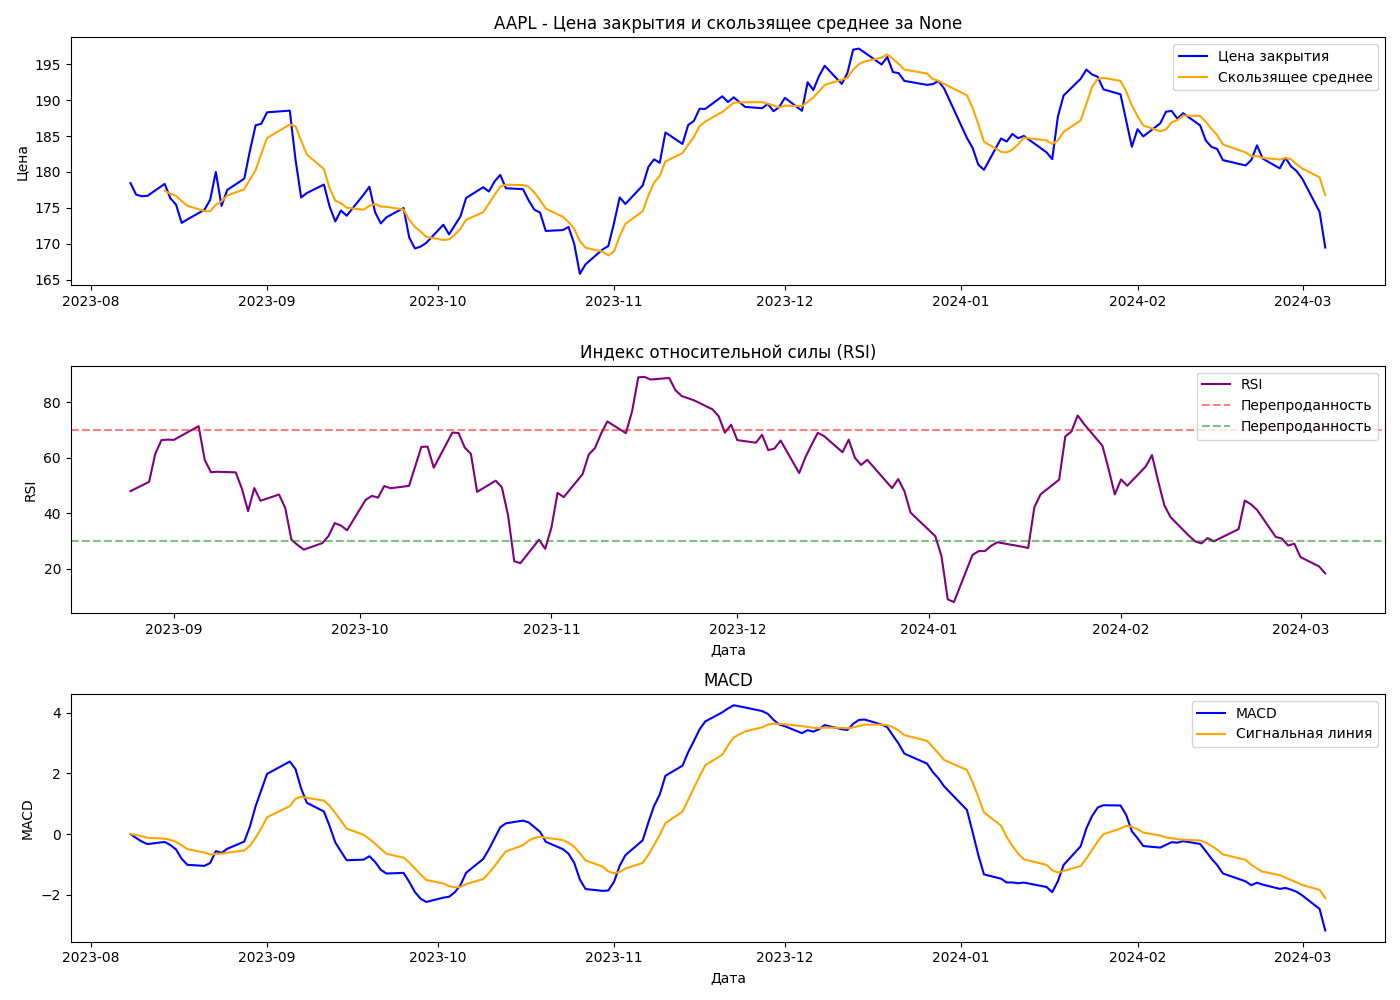 AAPL - Цена закрытия и скользящее среднее за None
Цена
195
190
185
180
175
170
165
Цена закрытия
Скользящее среднее
2023-08 2023-09 2023-10 2023-11 2023-12 2024-01 2024-02 2024-03
Индекс относительной силы (RSI)
RSI
80
60
40
20
RSI
Перепроданность
Перепроданность
2023-09 2023-10 2023-11 2023-12 2024-01 2024-02 2024-03
Дата
MACD
MACD
4
2
0
−2
MACD
Сигнальная линия
2023-08 2023-09 2023-10 2023-11 2023-12 2024-01 2024-02 2024-03
Дата